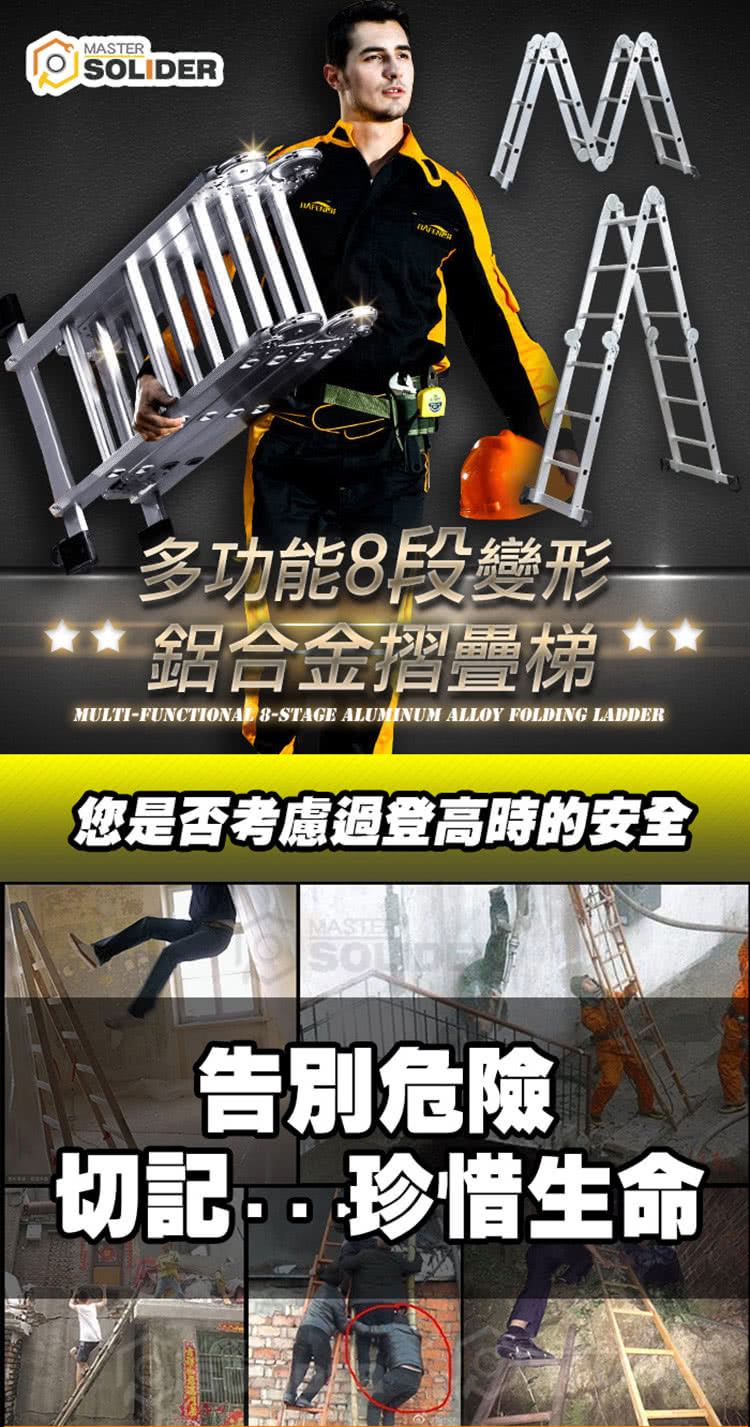 MASTER
SOLIDER
多功能8段變形
鋁合金摺疊梯
MULTI-FUNCTIONAL 8-STAGE ALUMINUM ALLOY FOLDING LADDER
您是否考慮過登高時的安全
MASTER
SOLIDER
告別危險
切記...珍惜生命